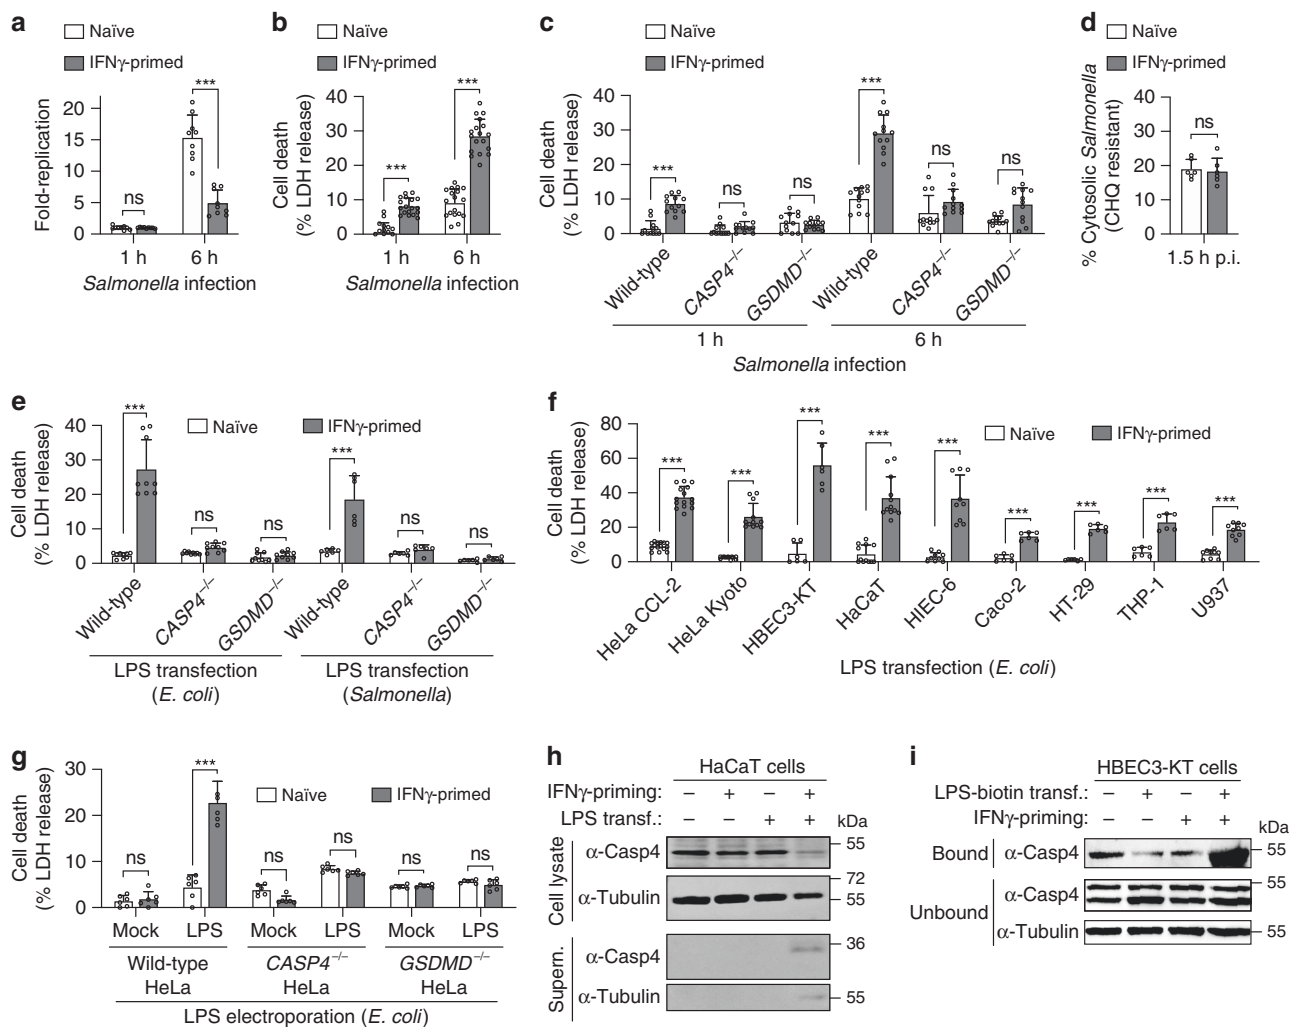 a
Naïve
IFNγ-primed
Fold-replication
20
15
10
5
0
ns
***
1 h
6 h
Salmonella infection
b
Naïve
IFNγ-primed
Cell death
(% LDH release)
40
30
20
10
0
***
***
1 h
6 h
Salmonella infection
c
Naïve
IFNγ-primed
Cell death
(% LDH release)
40
30
20
10
0
***
ns
ns
***
ns
ns
Wild-type
CASP4–/–
GSDMD–/–
Wild-type
CASP4–/–
GSDMD–/–
1 h
6 h
Salmonella infection
d
Naïve
IFNγ-primed
% Cytosolic Salmonella
(CHQ resistant)
40
30
20
10
0
ns
1.5 h p.i.
e
Naïve
IFNγ-primed
Cell death
(% LDH release)
40
30
20
10
0
***
ns
ns
***
ns
ns
Wild-type
CASP4–/–
GSDMD–/–
Wild-type
CASP4–/–
GSDMD–/–
LPS transfection
(E. coli)
LPS transfection
(Salmonella)
f
Naïve
IFNγ-primed
Cell death
(% LDH release)
80
60
40
20
0
***
***
***
***
***
***
***
***
***
HeLa CCL-2
HeLa Kyoto
HBEC3-KT
HaCaT
HIEC-6
Caco-2
HT-29
THP-1
U937
LPS transfection (E. coli)
g
Naïve
IFNγ-primed
Cell death
(% LDH release)
30
20
10
0
ns
***
ns
ns
ns
ns
Mock
LPS
Mock
LPS
Mock
LPS
Wild-type
HeLa
CASP4–/–
HeLa
GSDMD–/–
HeLa
LPS electroporation (E. coli)
h
HaCaT cells
IFNγ-priming: – + – +
LPS transf.: – – + +
kDa
Cell lysate
α-Casp4
55
α-Tubulin
72
55
Supern.
α-Casp4
36
α-Tubulin
55
i
HBEC3-KT cells
LPS-biotin transf.: – + – +
IFNγ-priming: – – + +
kDa
Bound
α-Casp4
55
Unbound
α-Casp4
55
α-Tubulin
55